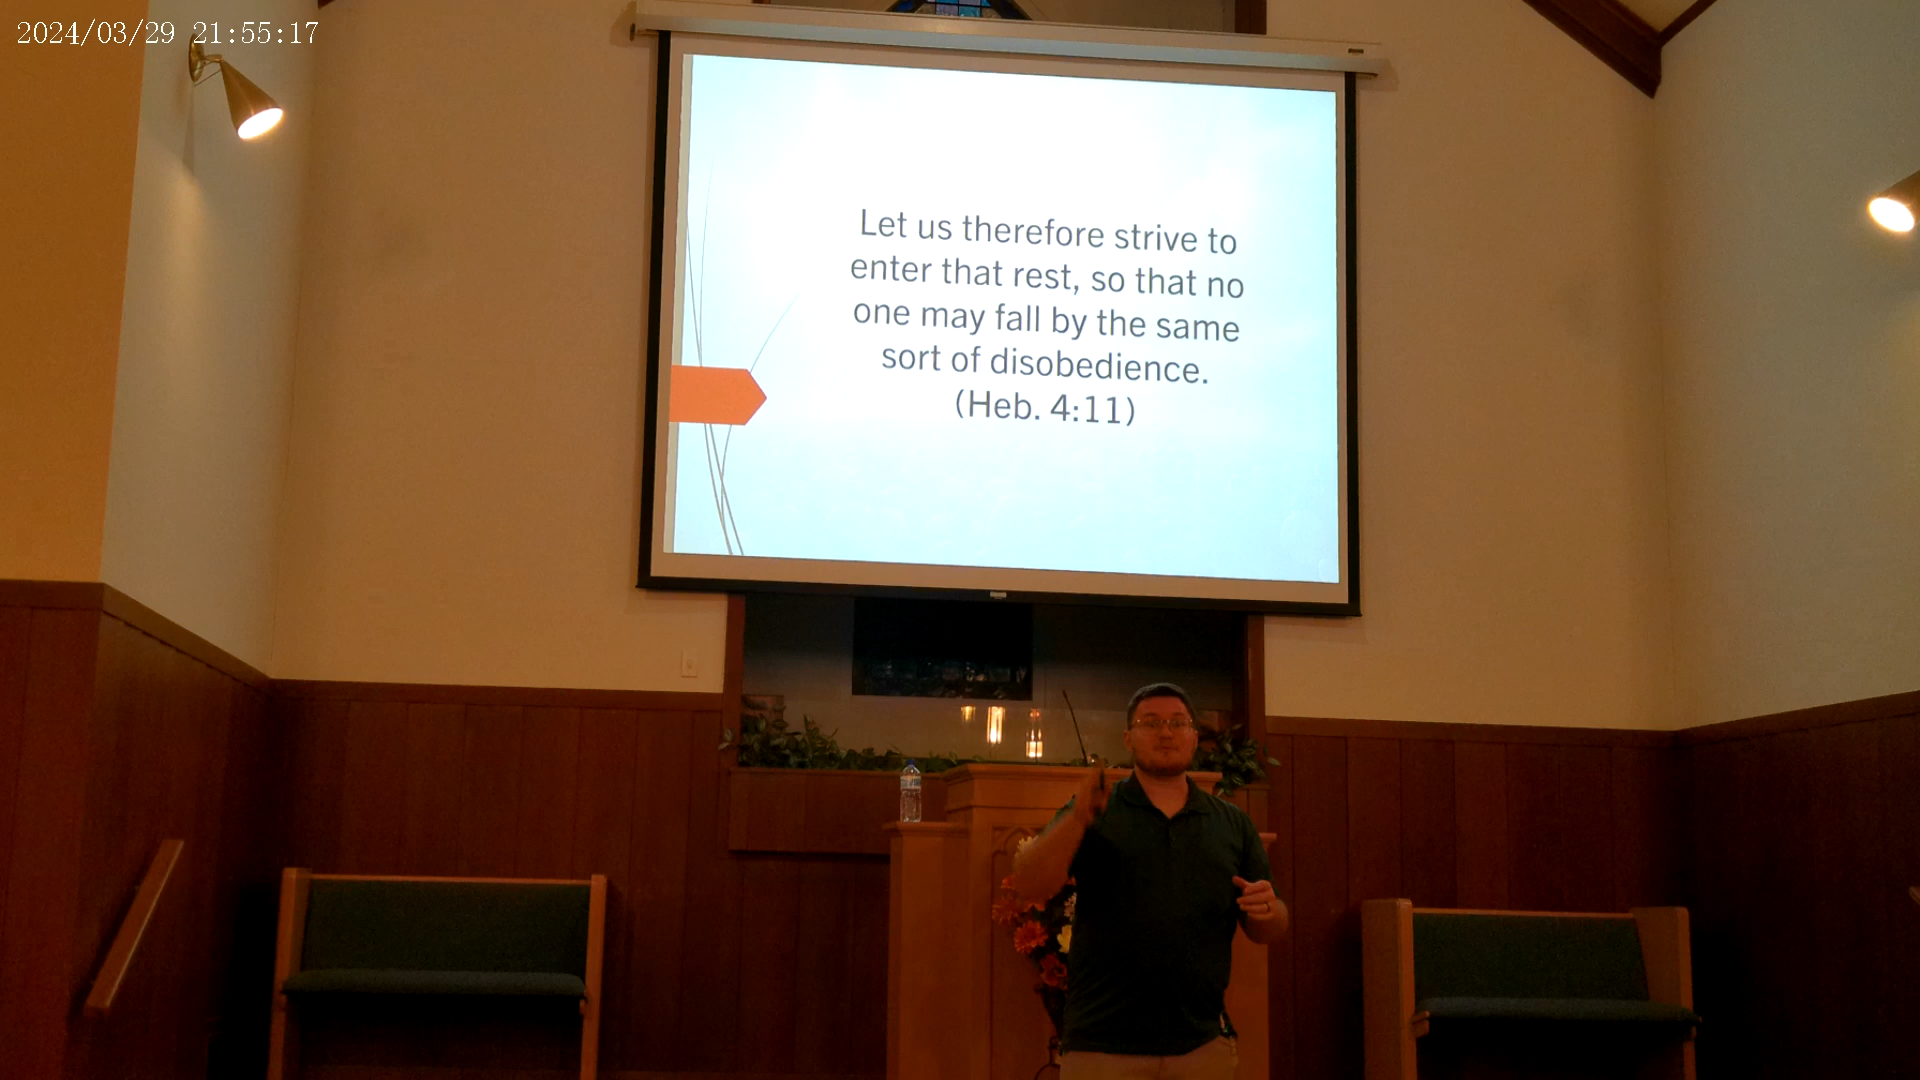 2024/03/29 21:55:17
Let us therefore strive to
enter that rest, so that no
one may fall by the same
sort of disobedience.
(Heb. 4:11)